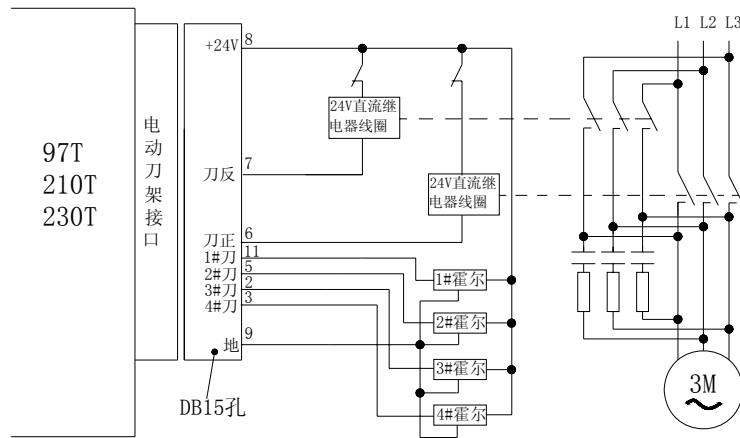 L1 L2 L3
+24V 8
24V直流继
电器线圈
电动刀架接口
97T
210T
230T
刀反 7
24V直流继
电器线圈
刀正 6
1#刀 11
2#刀 5
3#刀 2
4#刀 3
地 9
1#霍尔
2#霍尔
3#霍尔
4#霍尔
DB15孔
3M